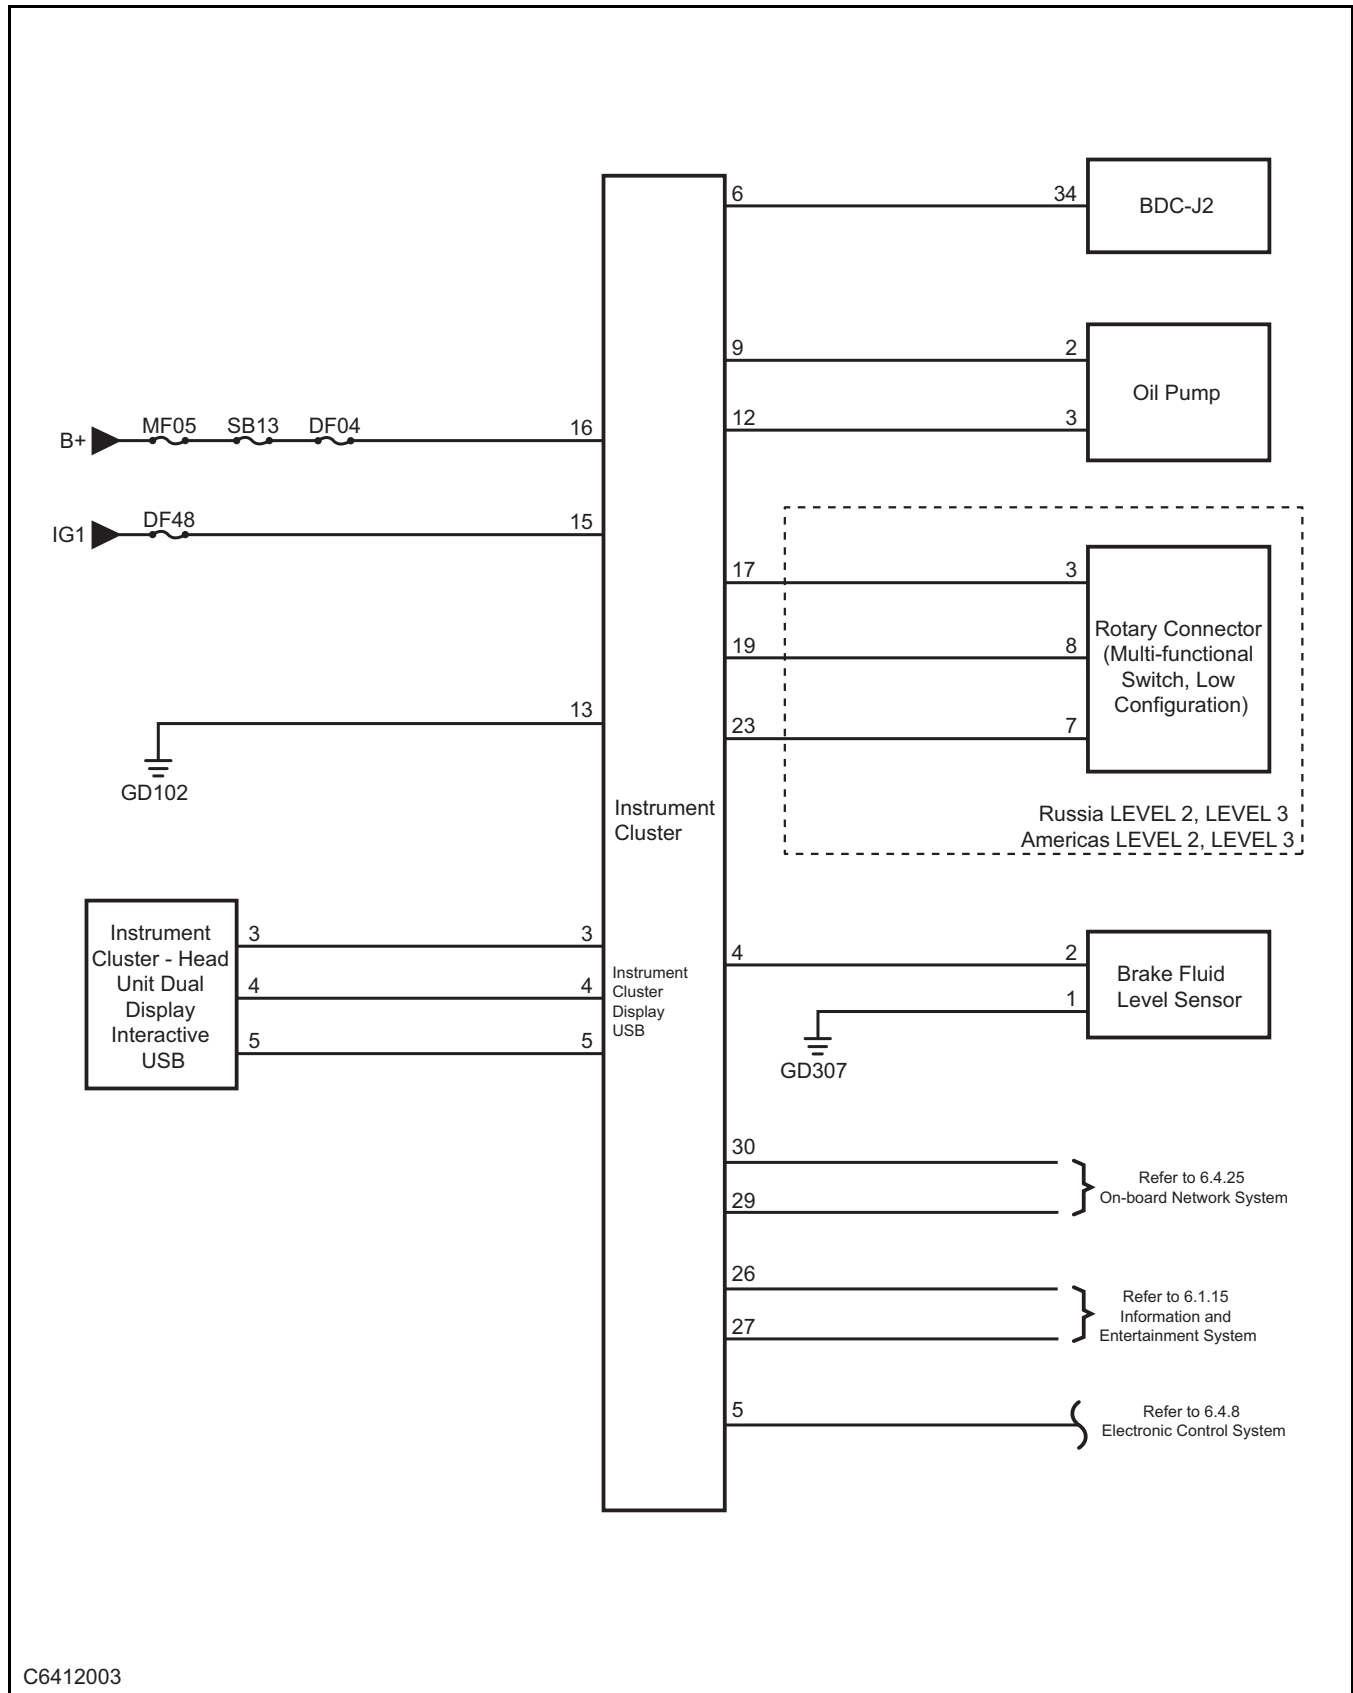 6
34
BDC-J2
9
2
Oil Pump
12
3
B+
MF05
SB13
DF04
16
IG1
DF48
15
17
3
19
8
23
7
Rotary Connector
(Multi-functional
Switch, Low
Configuration)
Russia LEVEL 2, LEVEL 3
Americas LEVEL 2, LEVEL 3
13
GD102
Instrument
Cluster
Instrument
Cluster - Head
Unit Dual
Display
Interactive
USB
3
3
4
4
5
5
Instrument
Cluster
Display
USB
4
2
1
Brake Fluid
Level Sensor
GD307
30
29
Refer to 6.4.25
On-board Network System
26
27
Refer to 6.1.15
Information and
Entertainment System
5
Refer to 6.4.8
Electronic Control System
C6412003